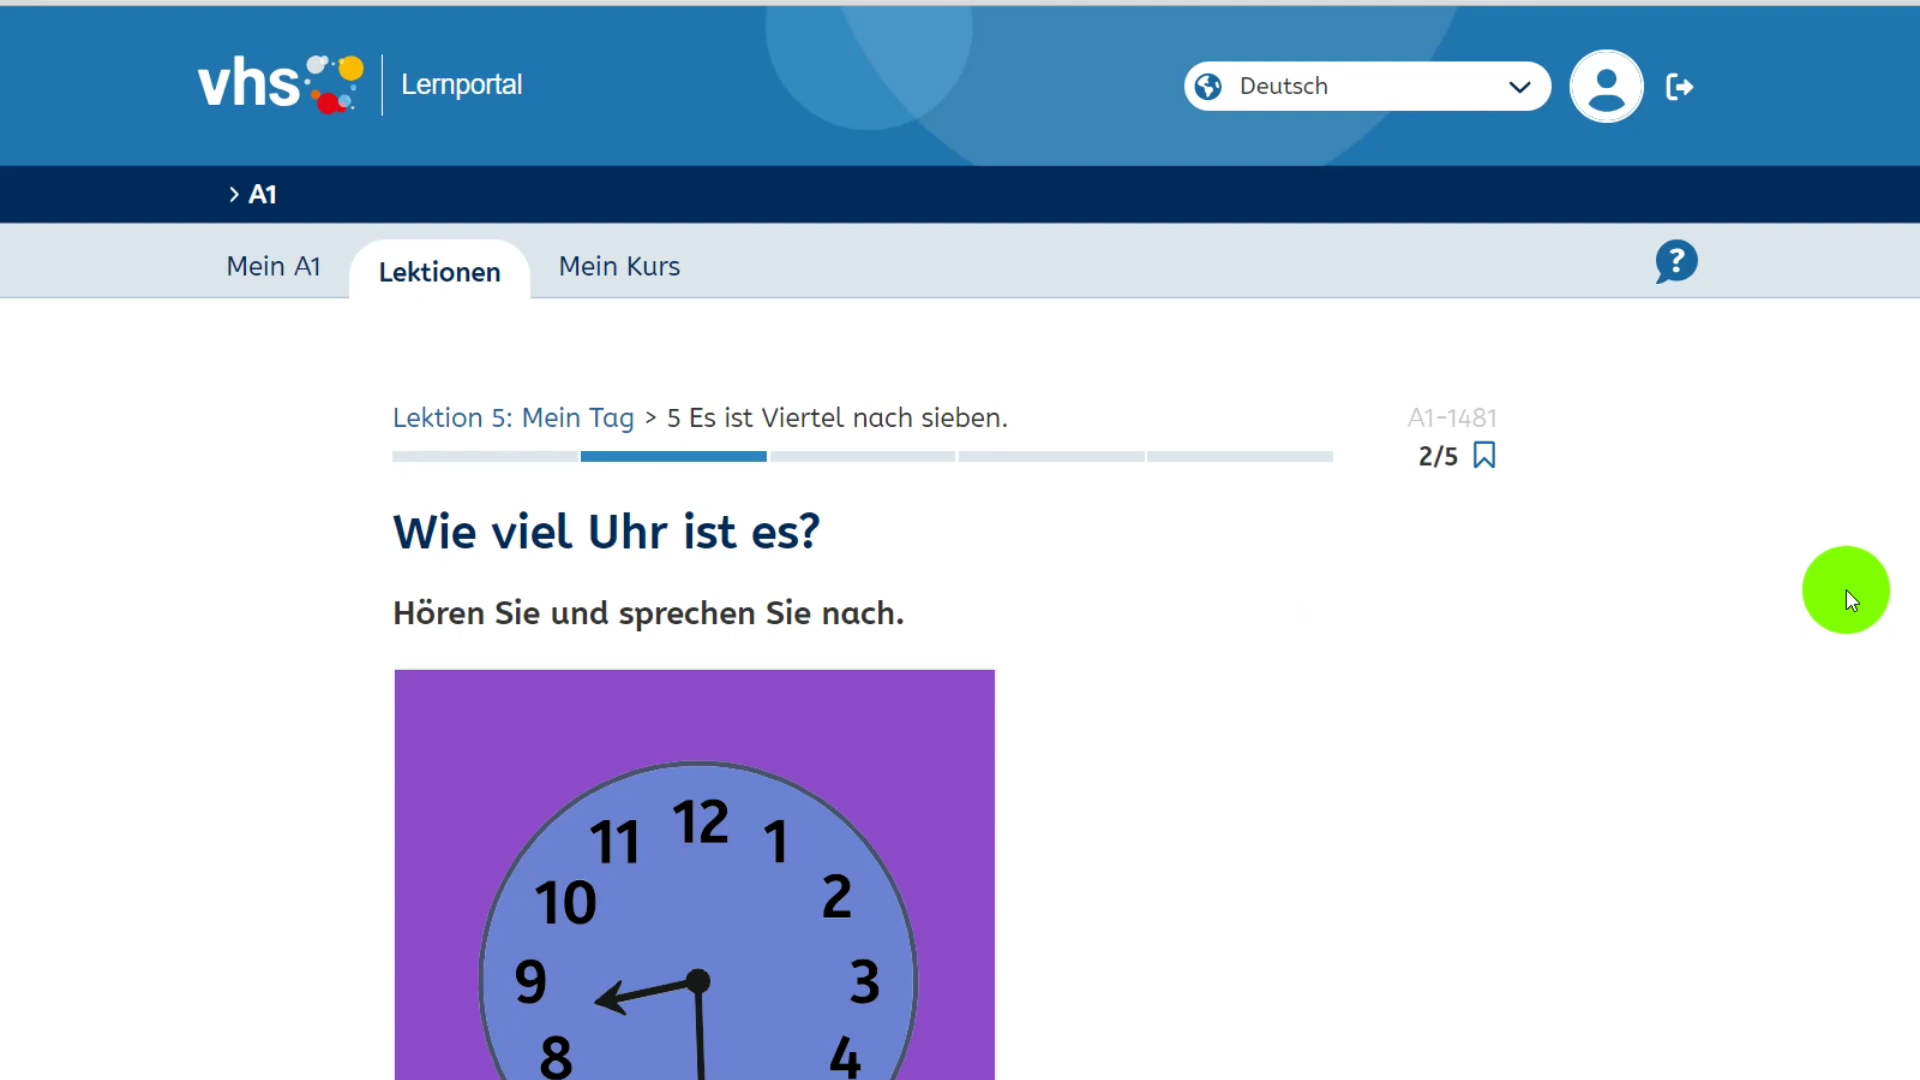 vhs Lernportal
Deutsch
> A1
Mein A1 Lektionen Mein Kurs ?
Lektion 5: Mein Tag > 5 Es ist Viertel nach sieben. A1-1481
2/5
Wie viel Uhr ist es?
Hören Sie und sprechen Sie nach.
12
11 1
10 2
9 3
8 4